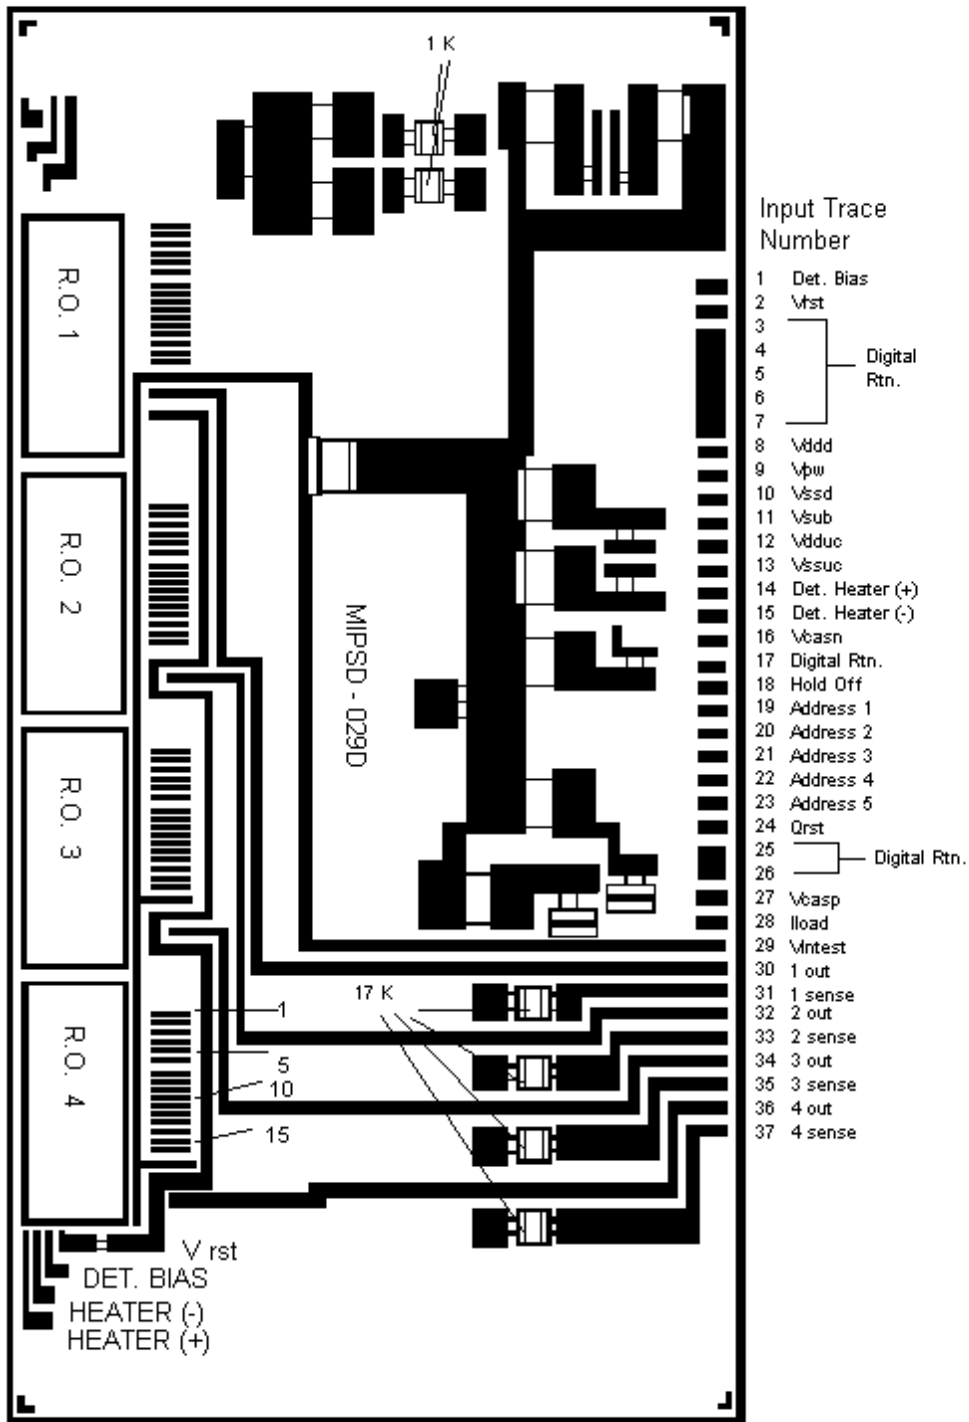 1 K
Input Trace
Number
1 Det. Bias
2 Vrst
3
4
5
6
7
Digital
Rtn.
8 Vddd
9 Vpw
10 Vssd
11 Vsub
12 Vdduc
13 Vssuc
14 Det. Heater (+)
15 Det. Heater (-)
16 Vcasn
17 Digital Rtn.
18 Hold Off
19 Address 1
20 Address 2
21 Address 3
22 Address 4
23 Address 5
24 Qrst
25
26
Digital Rtn.
27 Vcasp
28 Iload
29 Vintest
30 1 out
31 1 sense
32 2 out
33 2 sense
34 3 out
35 3 sense
36 4 out
37 4 sense
R.O. 1
R.O. 2
R.O. 3
R.O. 4
MIPSD - 029D
17 K
1
5
10
15
V rst
DET. BIAS
HEATER (-)
HEATER (+)